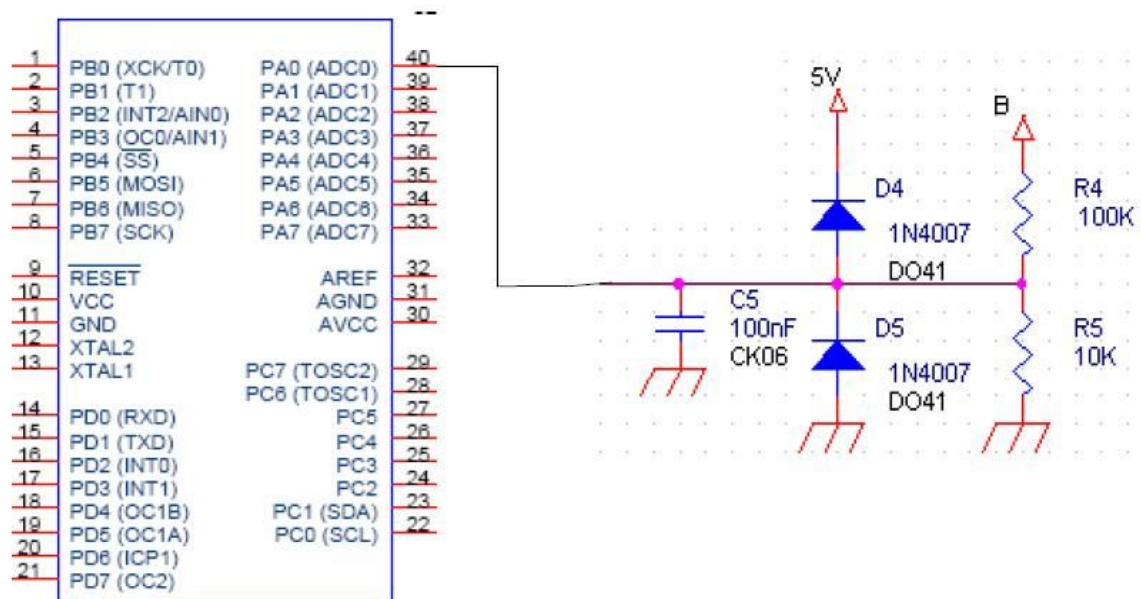 1 PB0 (XCK/T0) PA0 (ADC0) 40
2 PB1 (T1) PA1 (ADC1) 39
3 PB2 (INT2/AIN0) PA2 (ADC2) 38
4 PB3 (OC0/AIN1) PA3 (ADC3) 37
5 PB4 (SS) PA4 (ADC4) 36
6 PB5 (MOSI) PA5 (ADC5) 35
7 PB6 (MISO) PA6 (ADC6) 34
8 PB7 (SCK) PA7 (ADC7) 33
9 RESET AREF 32
10 VCC AGND 31
11 GND AVCC 30
12 XTAL2
13 XTAL1 PC7 (TOSC2) 29
PC6 (TOSC1) 28
14 PD0 (RXD) PC5 27
15 PD1 (TXD) PC4 26
16 PD2 (INT0) PC3 25
17 PD3 (INT1) PC2 24
18 PD4 (OC1B) PC1 (SDA) 23
19 PD5 (OC1A) PC0 (SCL) 22
20 PD6 (ICP1)
21 PD7 (OC2)
5V
B
D4
1N4007
DO41
R4
100K
C5
100nF
CK06
D5
1N4007
DO41
R5
10K